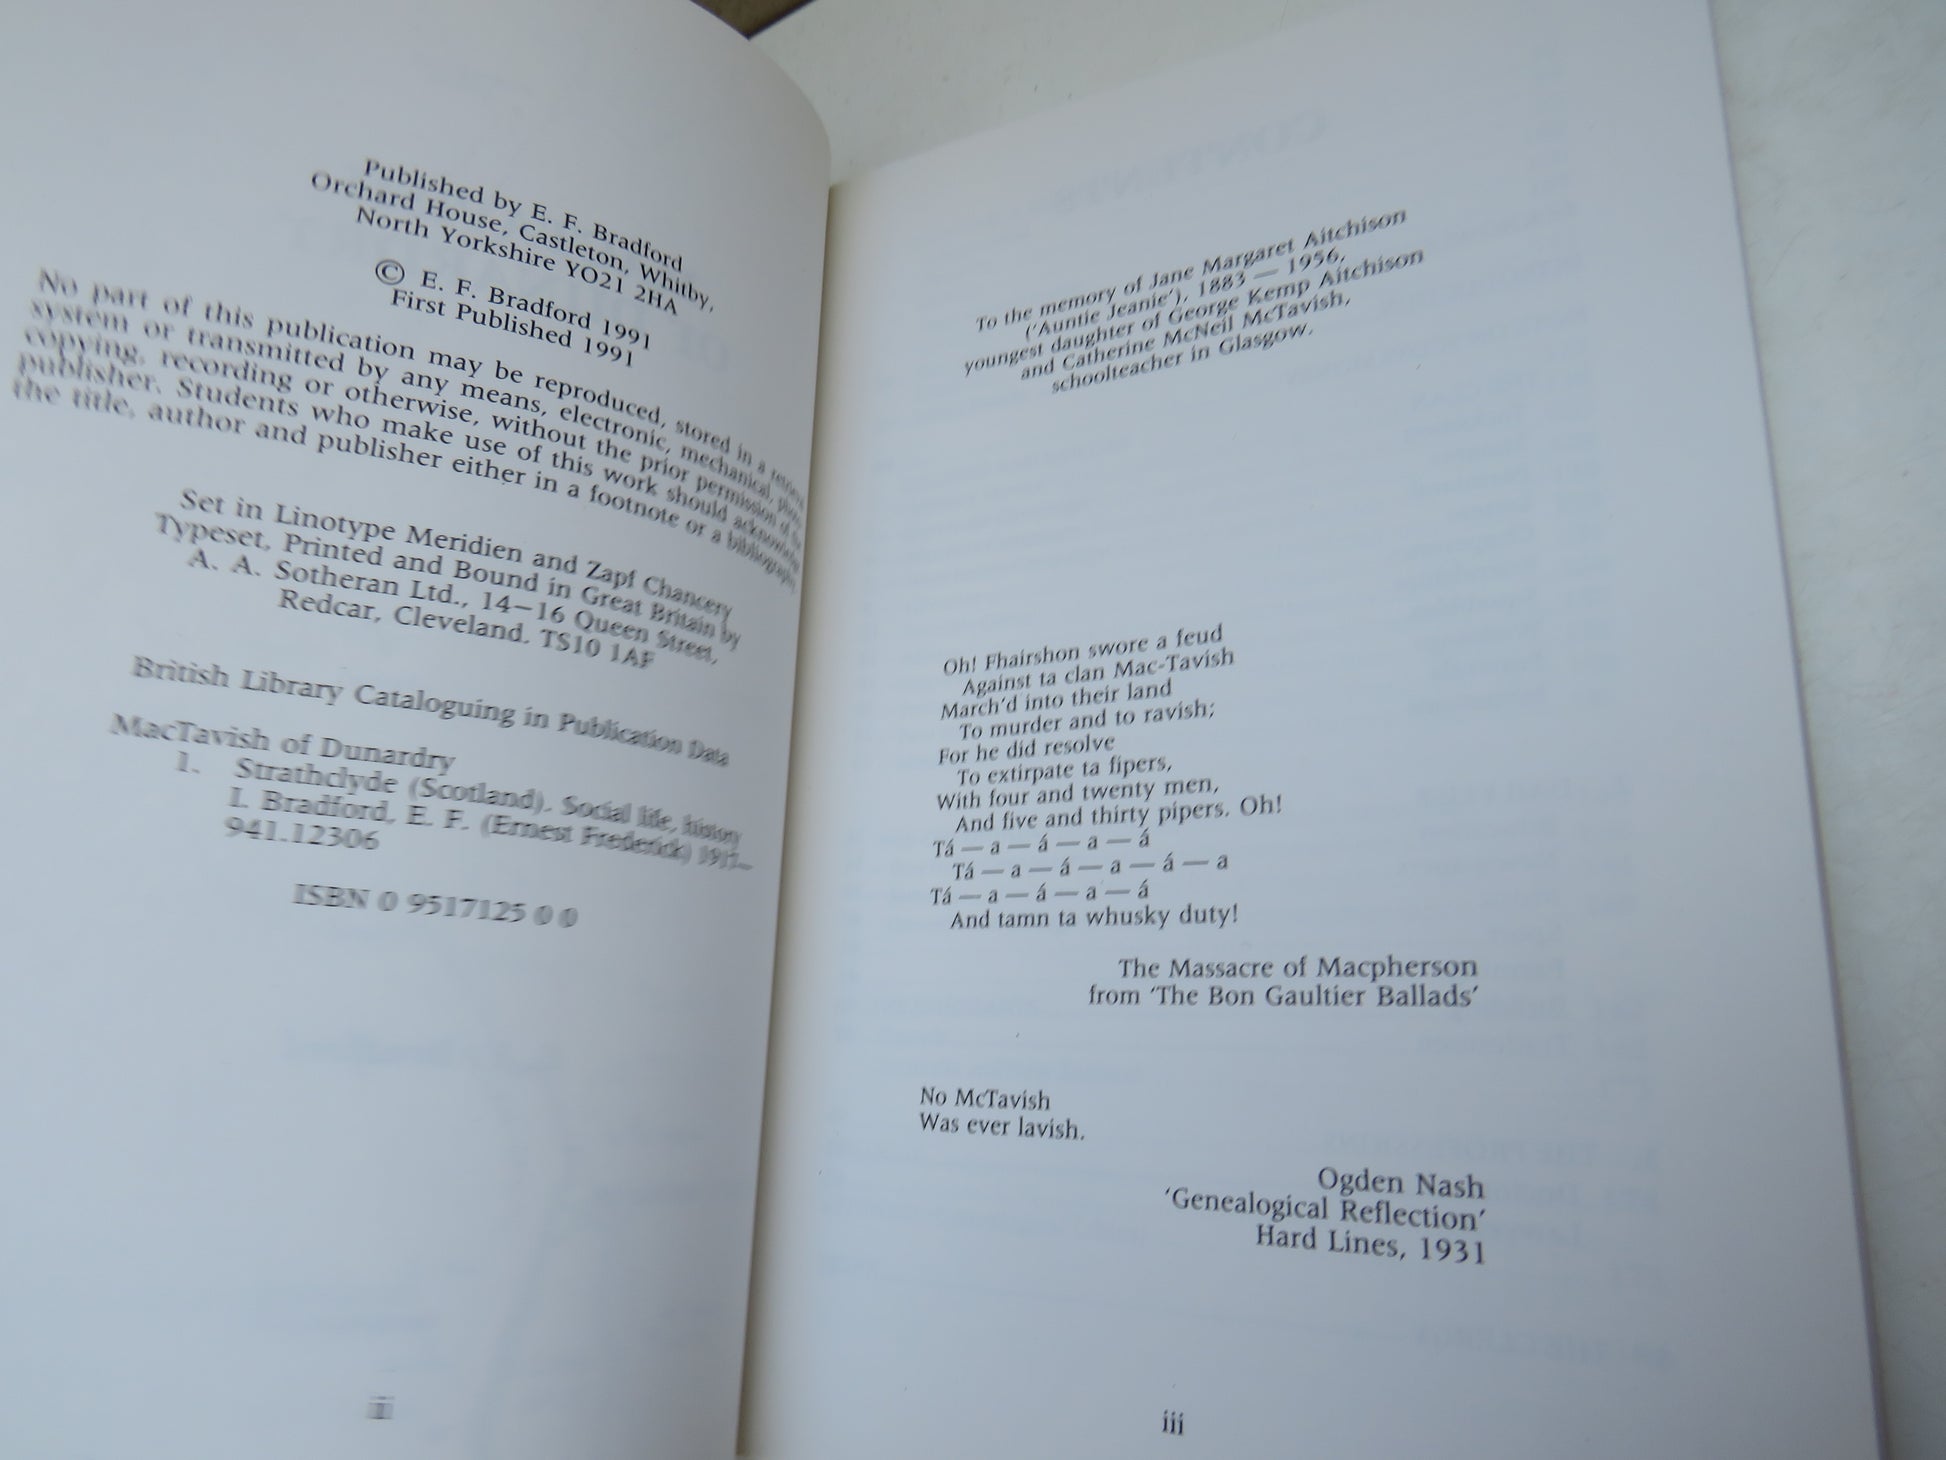 Published by E. F. Bradford
Orchard House, Castleton, Whitby,
North Yorkshire YO21 2HA
© E. F. Bradford 1991
First Published 1991
No part of this publication may be reproduced, stored in a retrieval
system or transmitted by any means, electronic, mechanical, photo
copying, recording or otherwise, without the prior permission of the
publisher. Students who make use of this work should acknowledge
the title, author and publisher either in a footnote or a bibliography.
Set in Linotype Meridien and Zapf Chancery
Typeset, Printed and Bound in Great Britain by
A. A. Sotheran Ltd., 14—16 Queen Street,
Redcar, Cleveland. TS10 1AF
British Library Cataloguing in Publication Data
MacTavish of Dunardry
1. Strathclyde (Scotland). Social life, history
I. Bradford, E. F. (Ernest Frederick)
941.12306
ISBN 0 9517125 0 0
ii
To the memory of Jane Margaret Aitchison
('Auntie Jeanie'), 1883 — 1956,
youngest daughter of George Kemp Aitchison
and Catherine McNeil McTavish,
schoolteacher in Glasgow.
Oh! Fhairshon swore a feud
Against ta clan Mac-Tavish
March'd into their land
To murder and to ravish;
For he did resolve
To extirpate ta fipers,
With four and twenty men,
And five and thirty pipers. Oh!
Tá — a — á — a — á
Tá — a — á — a — á — a
Tá — a — á — a — á
And tamn ta whusky duty!
The Massacre of Macpherson
from 'The Bon Gaultier Ballads'
No McTavish
Was ever lavish.
Ogden Nash
'Genealogical Reflection'
Hard Lines, 1931
iii